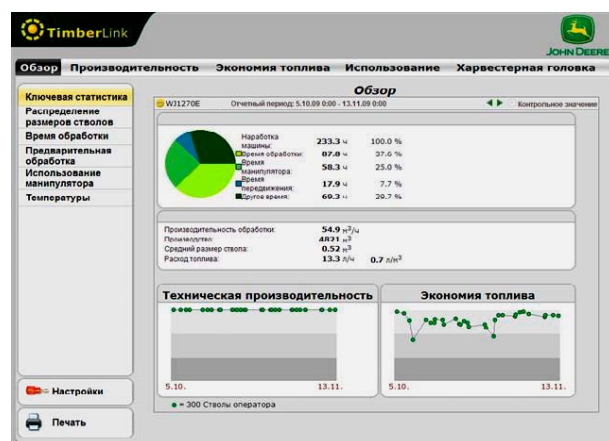 TimberLink
JOHN DEERE
Обзор Производительность Экономия топлива Использование Харвестерная головка
Ключевая статистика
Распределение
размеров стволов
Время обработки
Предварительная
обработка
Использование
манипулятора
Температуры
Настройки
Печать
Обзор
WJ1270E Отчетный период: 5.10.09 0:00 - 13.11.09 0:00 Контрольное значение
Наработка
машины: 233.3 ч 100.0 %
Время обработки: 87.8 ч 37.6 %
Время
манипулятора: 58.3 ч 25.0 %
Время
передвижения: 17.9 ч 7.7 %
Другое время: 69.3 ч 29.7 %
Производительность обработки: 54.9 м³/ч
Производство: 4821 м³
Средний размер ствола: 0.52 м³
Расход топлива: 13.3 л/ч 0.7 л/м³
Техническая производительность
5.10. 13.11.
Экономия топлива
5.10. 13.11.
= 300 Стволы оператора